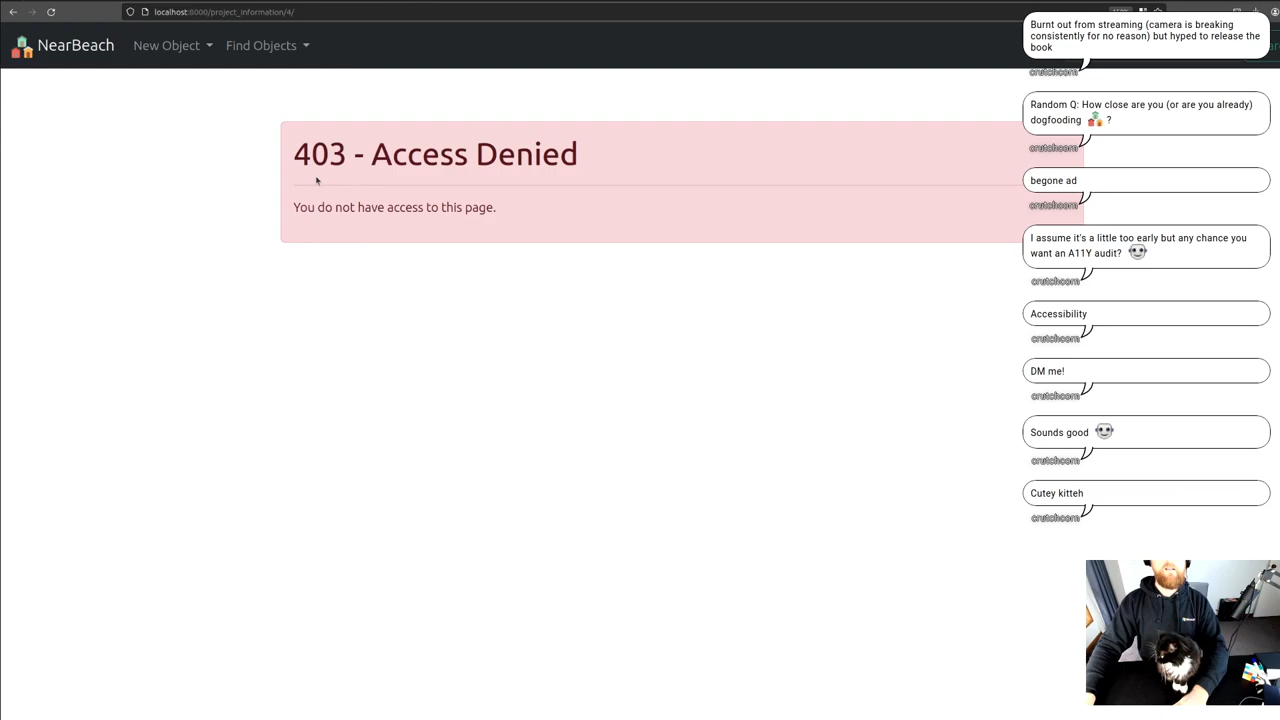 localhost:8000/project_information/4/
NearBeach
New Object
Find Objects
403 - Access Denied
You do not have access to this page.
Burnt out from streaming (camera is breaking
consistently for no reason) but hyped to release the
book
crutchcorn
Random Q: How close are you (or are you already)
dogfooding ?
crutchcorn
begone ad
crutchcorn
I assume it's a little too early but any chance you
want an A11Y audit?
crutchcorn
Accessibility
crutchcorn
DM me!
crutchcorn
Sounds good
crutchcorn
Cutey kitteh
crutchcorn